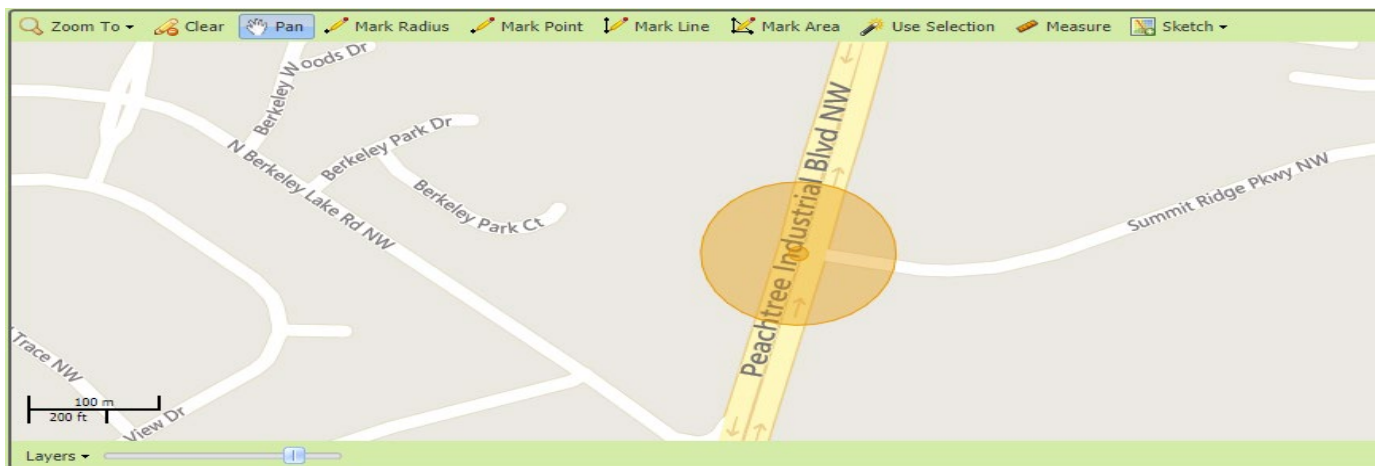 Zoom To Clear Pan Mark Radius Mark Point Mark Line Mark Area Use Selection Measure Sketch
Berkeley Woods Dr
N Berkeley Lake Rd NW
Berkeley Park Dr
Berkeley Park Ct
Peachtree Industrial Blvd NW
Summit Ridge Pkwy NW
Trace NW
View Dr
100 m
200 ft
Layers